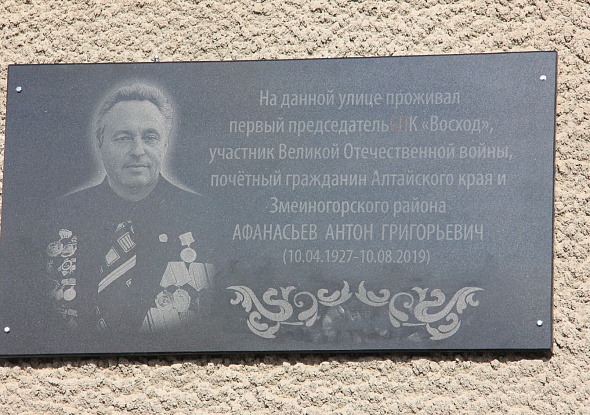 На данной улице проживал
первый председатель К «Восход»,
участник Великой Отечественной войны,
почётный гражданин Алтайского края и
Змеиногорского района
АФАНАСЬЕВ АНТОН ГРИГОРЬЕВИЧ
(10.04.1927-10.08.2019)